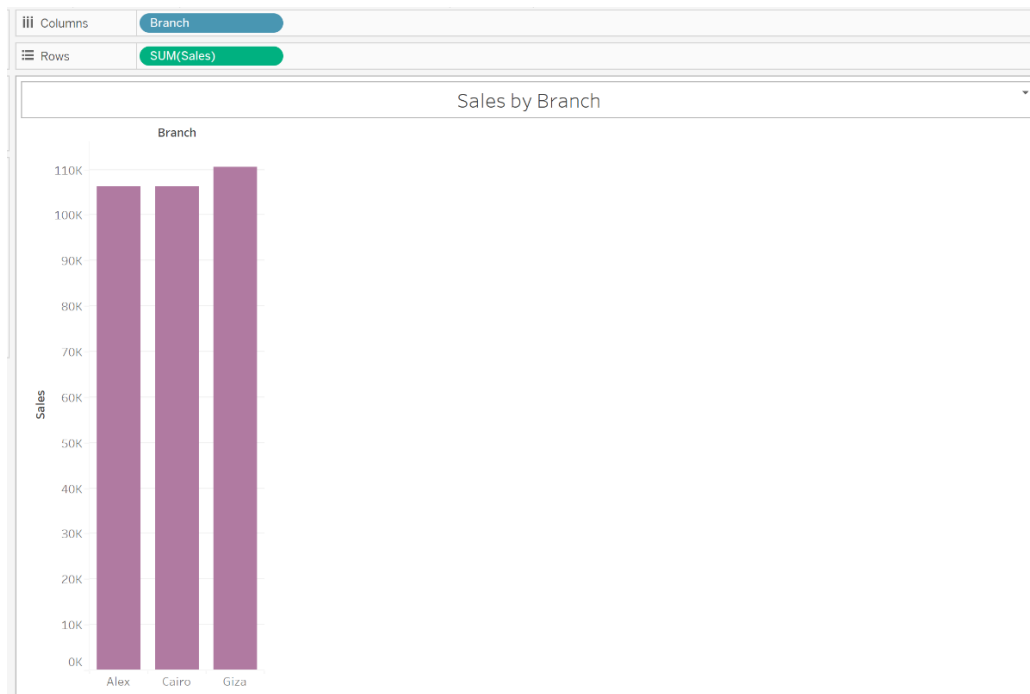 Columns Branch
Rows SUM(Sales)
Sales by Branch
Branch
110K
100K
90K
80K
70K
60K
Sales
50K
40K
30K
20K
10K
0K
Alex Cairo Giza